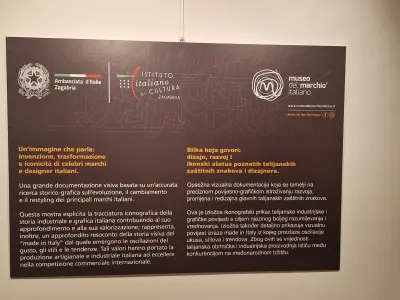 Ambasciata d'Italia
Zagabria
ISTITUTO
italiano
DI CULTURA
ZAGABRIA
museo
del marchio
italiano
Un'immagine che parla;
invenzione, trasformazione
e iconicità di celebri marchi
e designer italiani.
Una grande documentazione visiva basata su un'accurata
ricerca storico-grafica sull'evoluzione, il cambiamento
e il restyling dei principali marchi italiani.
Questa mostra esplicita la tracciatura iconografica della
storia industriale e grafica italiana contribuendo al suo
approfondimento e alla sua valorizzazione; rappresenta,
inoltre, un approfondito resoconto della storia visiva del
"made in Italy" dal quale emergono le oscillazioni del
gusto, gli stili e le tendenze. Tali valori hanno portato la
produzione artigianale e industriale italiana ad eccellere
nella competizione commerciale internazionale.
Slika koja govori:
dizajn, razvoj i
ikonski status poznatih talijanskih
zaštitnih znakova i dizajnera.
Opsežna vizualna dokumentacija koja se temelji na
preciznom povijesno-grafičkom istraživanju razvoja,
promjena i redizajna glavnih talijanskih zaštitnih znakova.
Ova je izložba ikonografski prikaz talijanske industrijske i
grafičke povijesti s ciljem njezinog boljeg razumijevanja i
vrednovanja. Izložba također detaljno prikazuje vizualnu
povijest izraza made in Italy iz kojeg proizlaze oscilacije
ukusa, stilova i trendova. Zbog ovih su vrijednosti
talijanska obrtnička i industrijska proizvodnja ističu među
konkurencijom na međunarodnom tržištu.